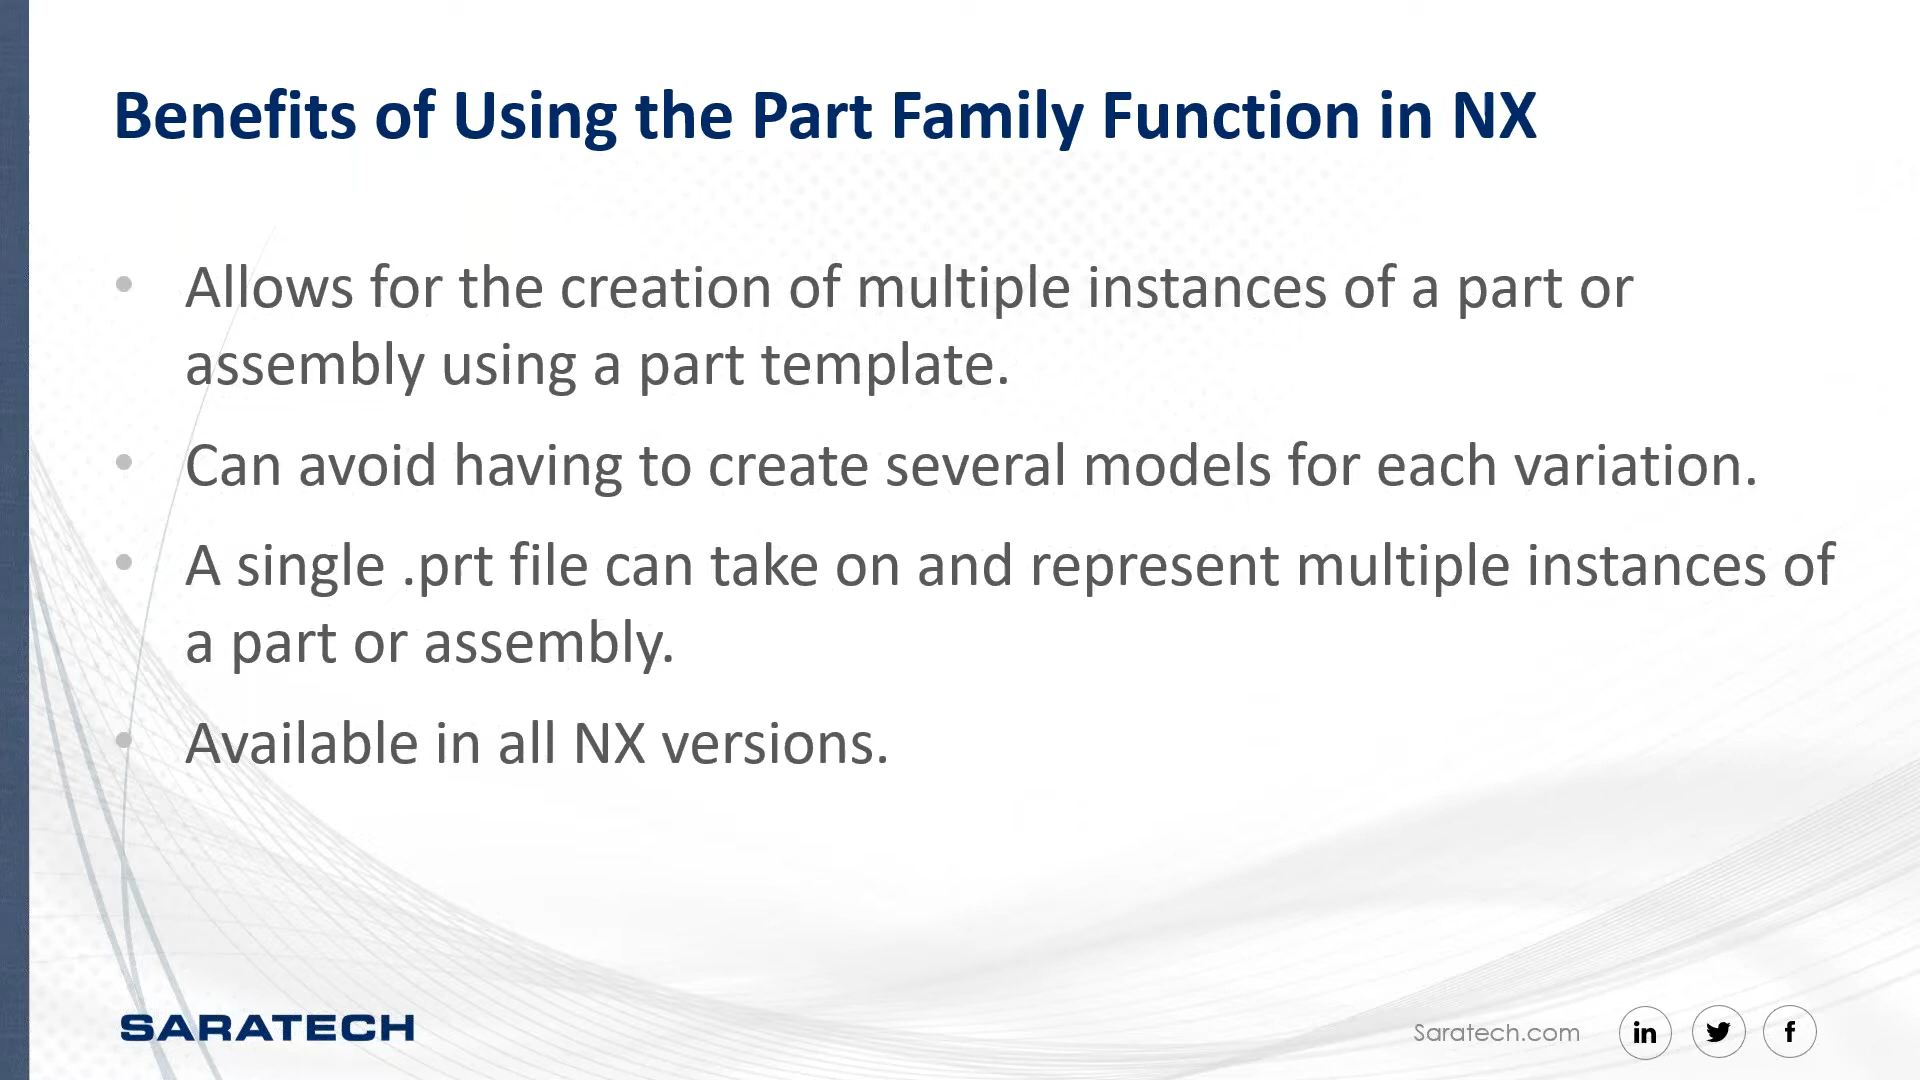 Benefits of Using the Part Family Function in NX
• Allows for the creation of multiple instances of a part or
assembly using a part template.
• Can avoid having to create several models for each variation.
• A single .prt file can take on and represent multiple instances of
a part or assembly.
• Available in all NX versions.
SARATECH
Saratech.com
in
f